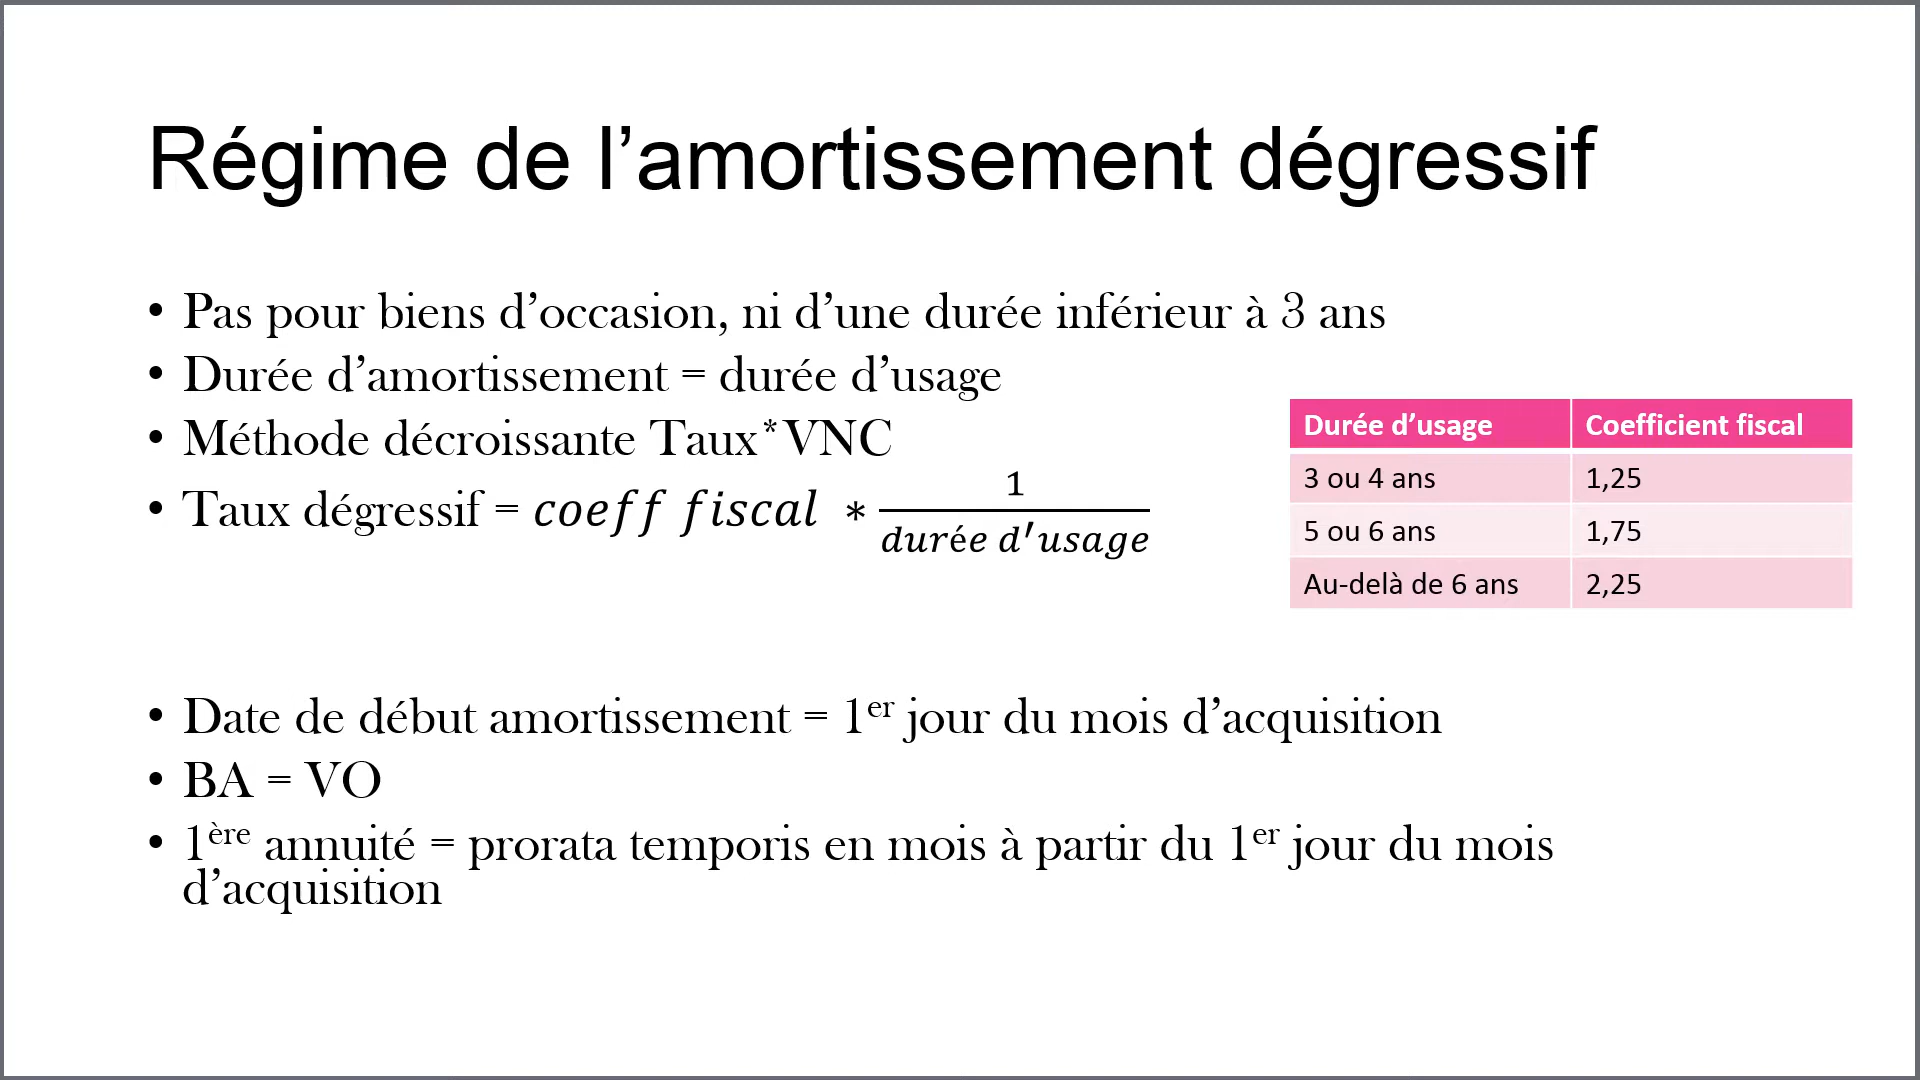 Régime de l’amortissement dégressif
• Pas pour biens d’occasion, ni d’une durée inférieur à 3 ans
• Durée d’amortissement = durée d’usage
• Méthode décroissante Taux*VNC
• Taux dégressif = coeff fiscal * 1 / durée d′usage
Durée d’usage Coefficient fiscal
3 ou 4 ans 1,25
5 ou 6 ans 1,75
Au-delà de 6 ans 2,25
• Date de début amortissement = 1er jour du mois d’acquisition
• BA = VO
• 1ère annuité = prorata temporis en mois à partir du 1er jour du mois
d’acquisition